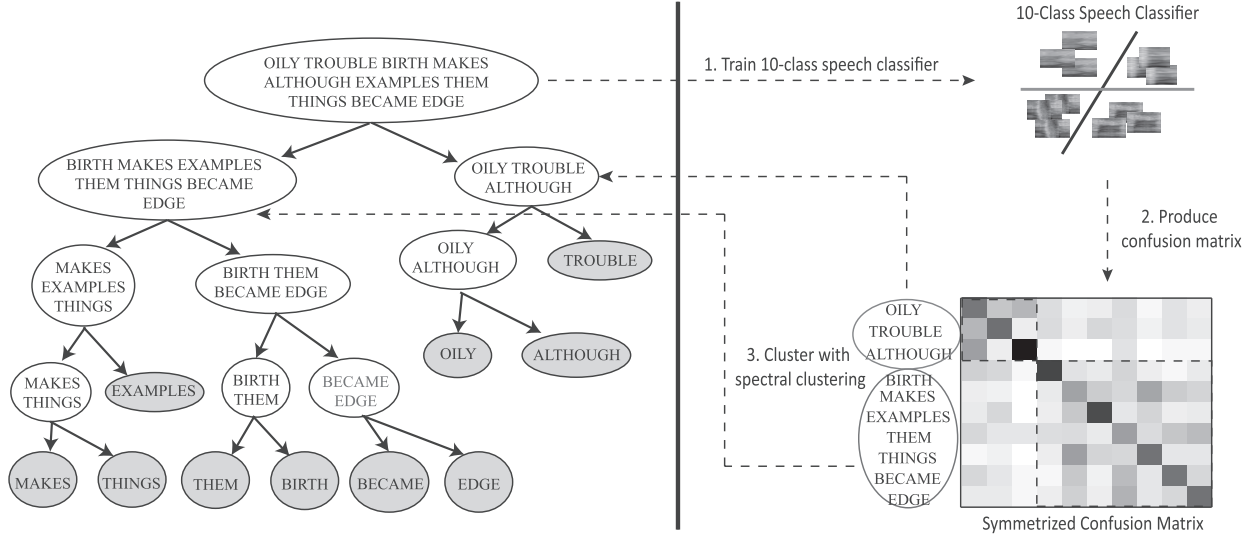 OILY TROUBLE BIRTH MAKES
ALTHOUGH EXAMPLES THEM
THINGS BECAME EDGE
BIRTH MAKES EXAMPLES
THEM THINGS BECAME
EDGE
OILY TROUBLE
ALTHOUGH
MAKES
EXAMPLES
THINGS
BIRTH THEM
BECAME EDGE
OILY
ALTHOUGH
TROUBLE
MAKES
THINGS
EXAMPLES
BIRTH
THEM
BECAME
EDGE
OILY
ALTHOUGH
MAKES
THINGS
THEM
BIRTH
BECAME
EDGE
1. Train 10-class speech classifier
10-Class Speech Classifier
2. Produce
confusion matrix
3. Cluster with
spectral clustering
OILY
TROUBLE
ALTHOUGH
BIRTH
MAKES
EXAMPLES
THEM
THINGS
BECAME
EDGE
Symmetrized Confusion Matrix